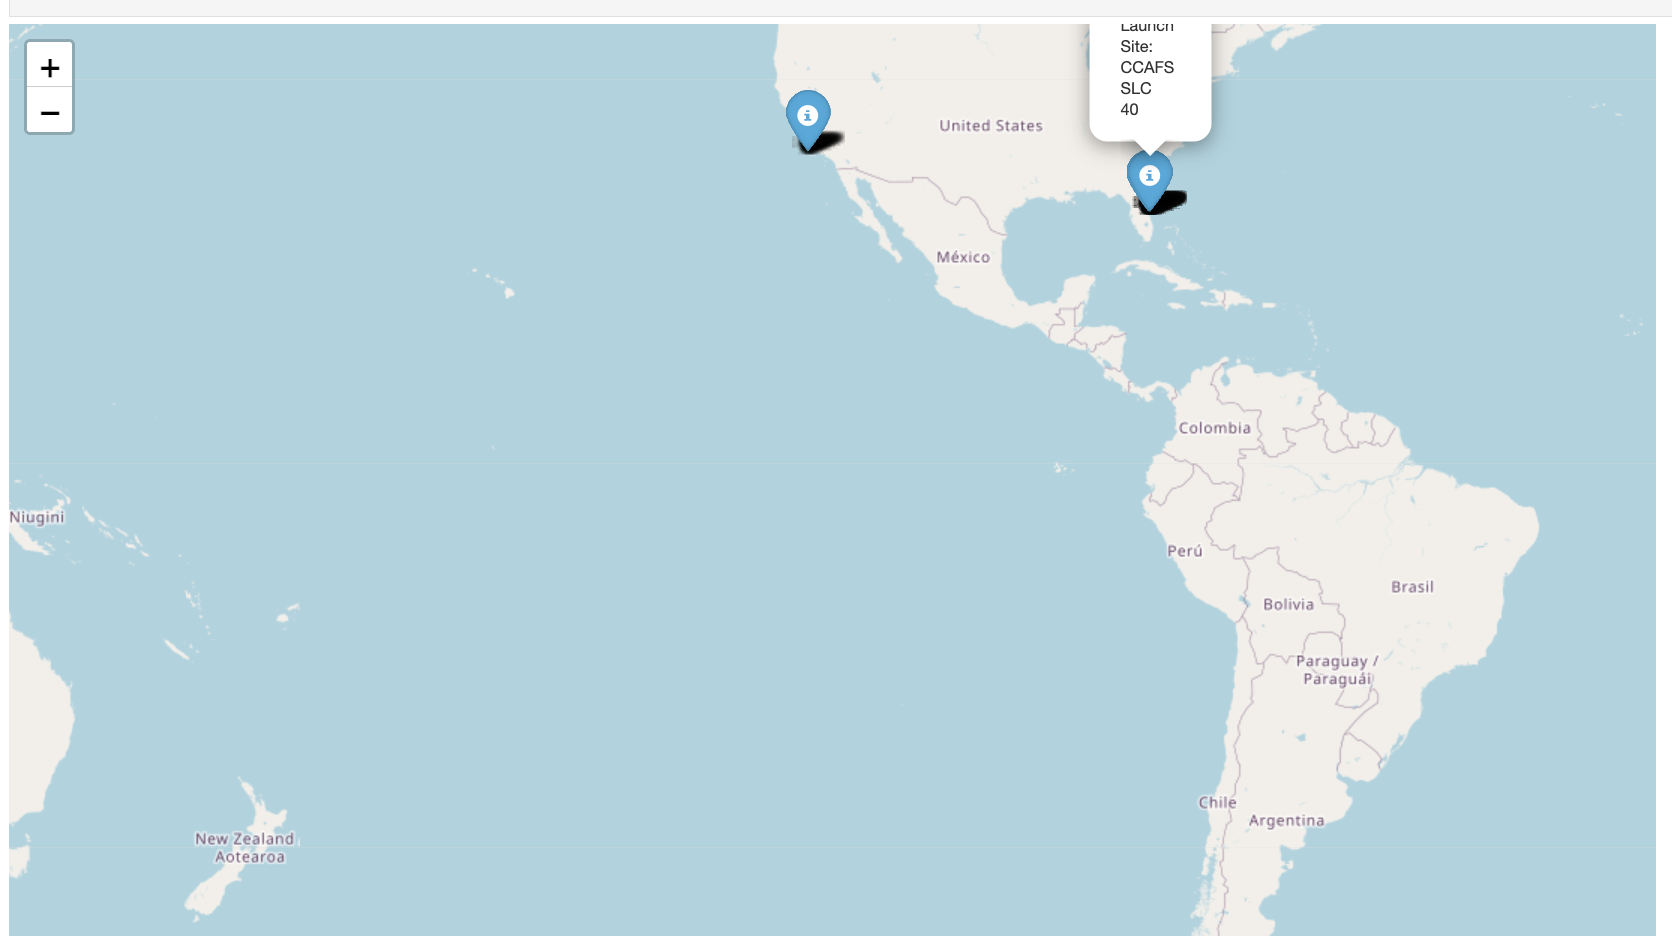 +
−
Launch
Site:
CCAFS
SLC
40
United States
México
Colombia
Niugini
Perú
Brasil
Bolivia
Paraguay /
Paraguái
Chile
Argentina
New Zealand
Aotearoa